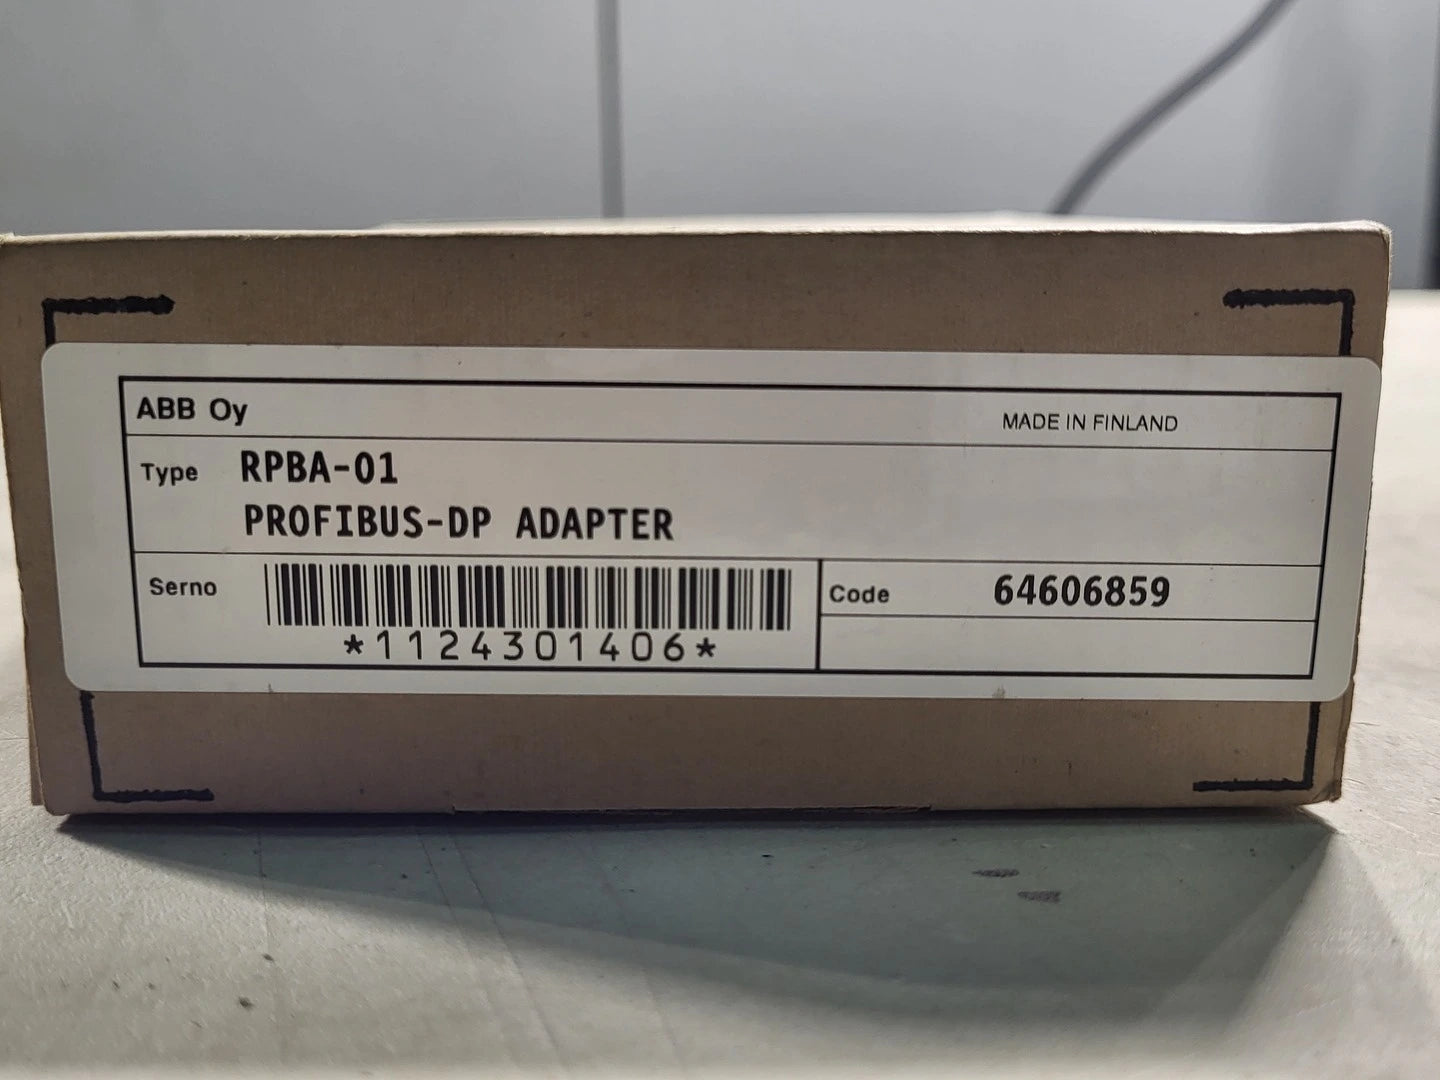 ABB Oy MADE IN FINLAND
Type RPBA-01
PROFIBUS-DP ADAPTER
Serno Code 64606859
*1124301406*